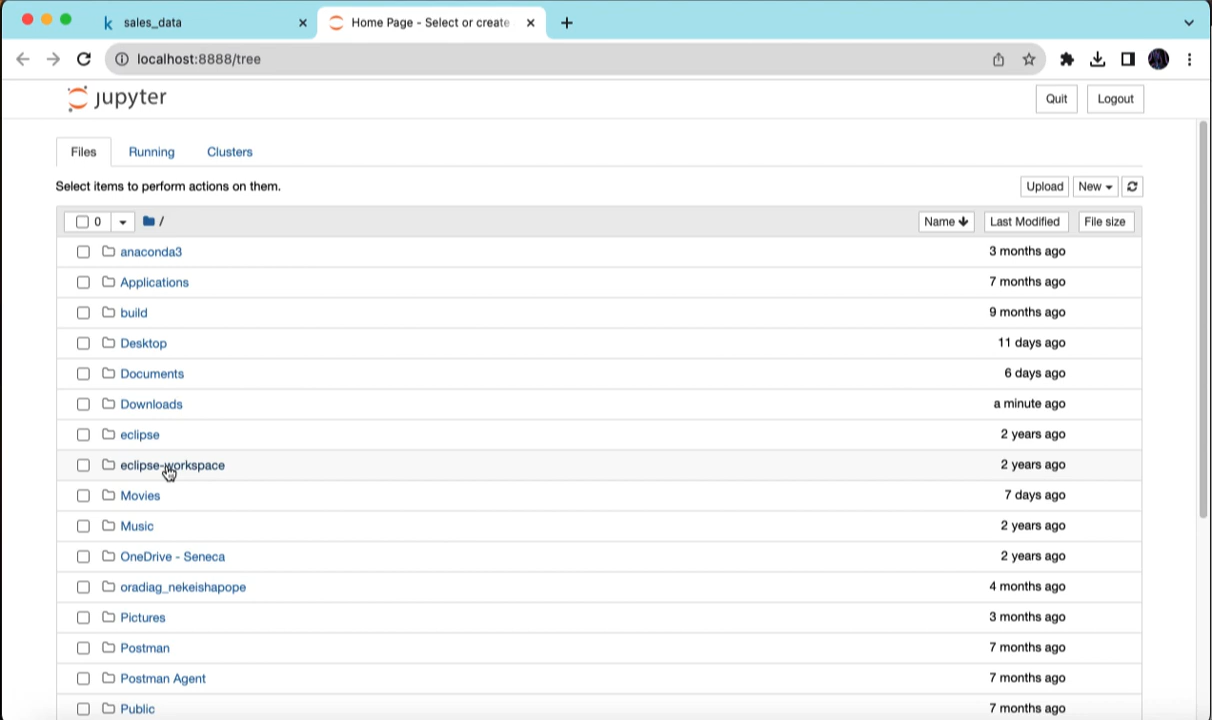 sales_data
Home Page - Select or create
localhost:8888/tree
jupyter
Quit
Logout
Files
Running
Clusters
Select items to perform actions on them.
Upload
New
0
/
Name
Last Modified
File size
anaconda3 3 months ago
Applications 7 months ago
build 9 months ago
Desktop 11 days ago
Documents 6 days ago
Downloads a minute ago
eclipse 2 years ago
eclipse-workspace 2 years ago
Movies 7 days ago
Music 2 years ago
OneDrive - Seneca 2 years ago
oradiag_nekeishapope 4 months ago
Pictures 3 months ago
Postman 7 months ago
Postman Agent 7 months ago
Public 7 months ago